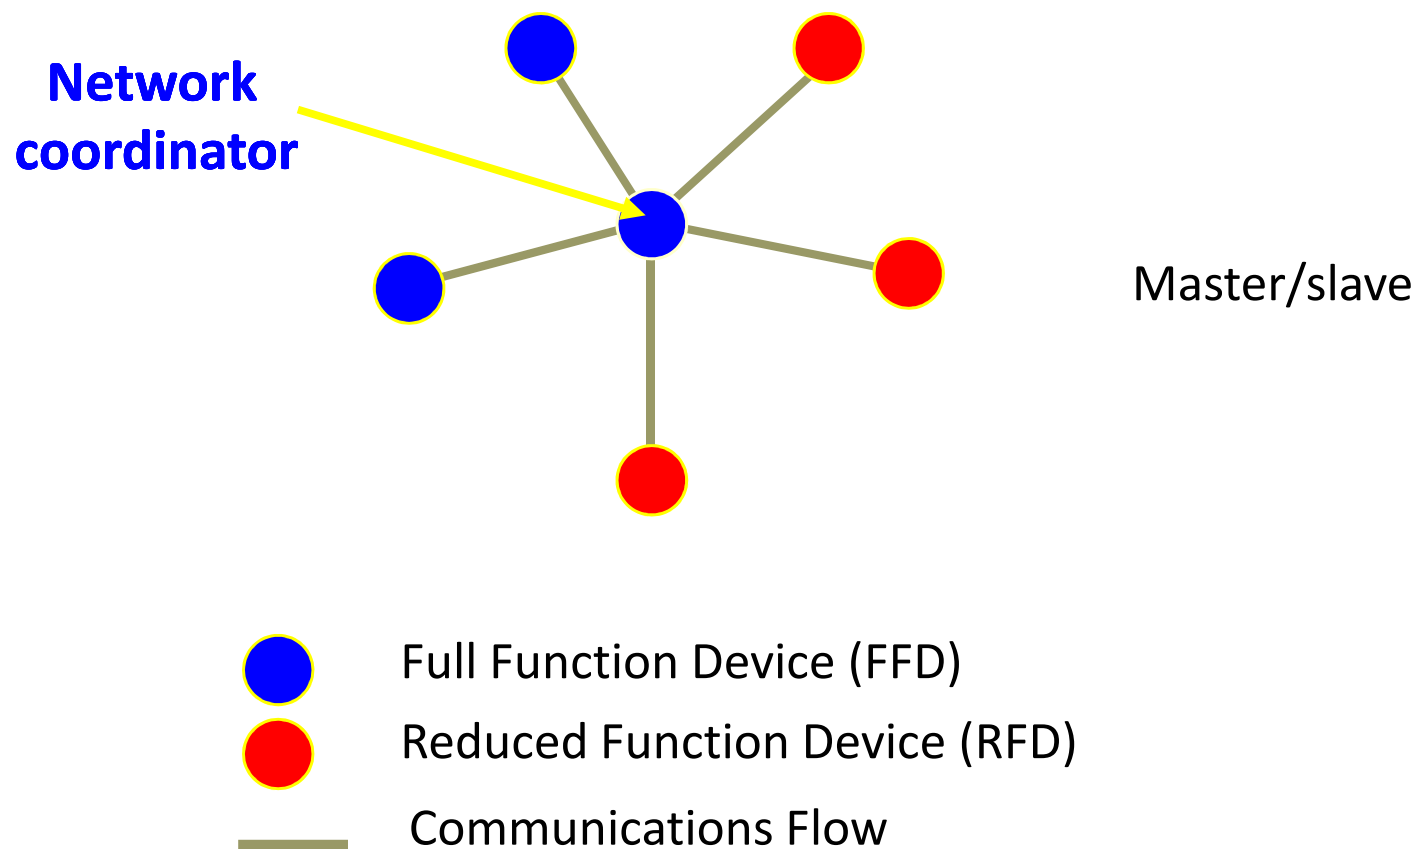 Network
coordinator
Master/slave
Full Function Device (FFD)
Reduced Function Device (RFD)
Communications Flow